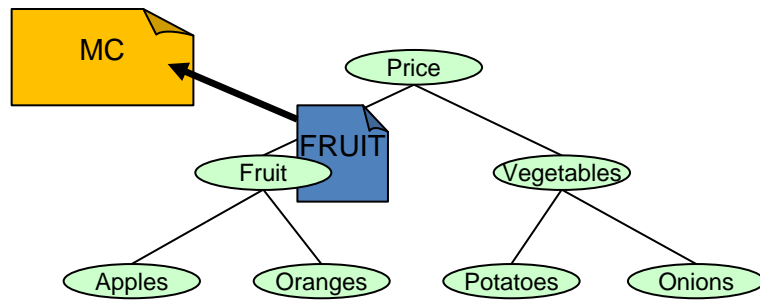 MC
Price
FRUIT
Fruit
Vegetables
Apples
Oranges
Potatoes
Onions